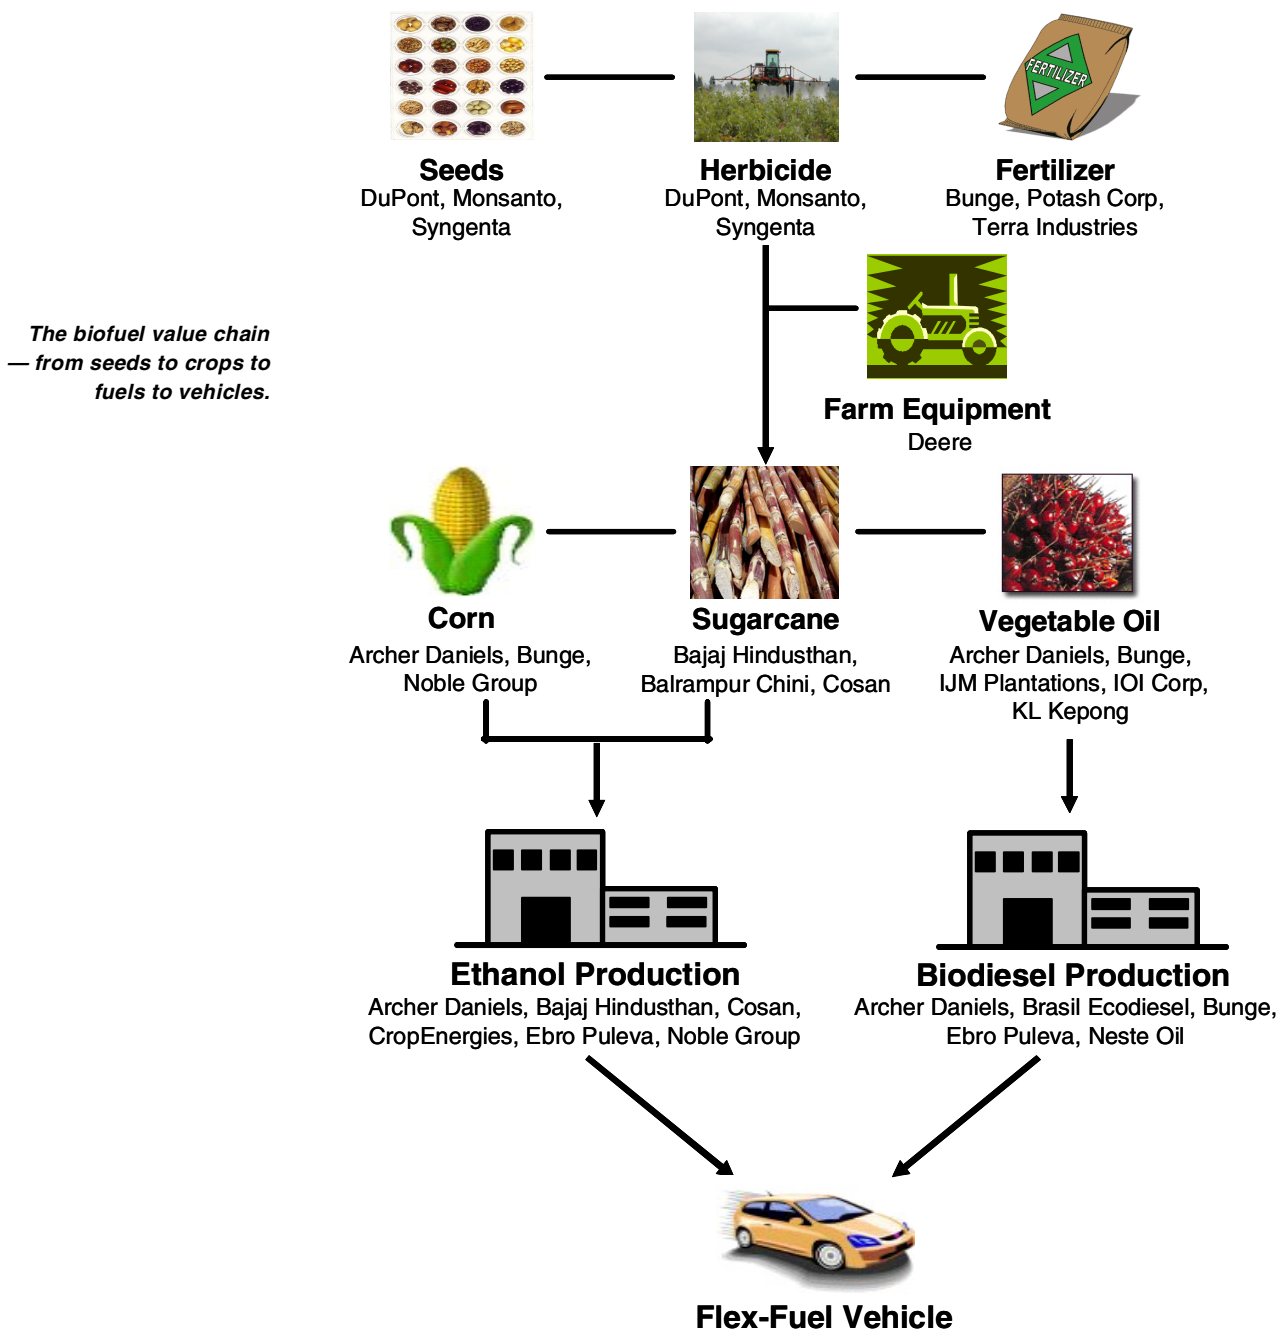 FERTILIZER
Seeds
DuPont, Monsanto,
Syngenta
Herbicide
DuPont, Monsanto,
Syngenta
Fertilizer
Bunge, Potash Corp,
Terra Industries
The biofuel value chain
— from seeds to crops to
fuels to vehicles.
Farm Equipment
Deere
Corn
Archer Daniels, Bunge,
Noble Group
Sugarcane
Bajaj Hindusthan,
Balrampur Chini, Cosan
Vegetable Oil
Archer Daniels, Bunge,
IJM Plantations, IOI Corp,
KL Kepong
Ethanol Production
Archer Daniels, Bajaj Hindusthan, Cosan,
CropEnergies, Ebro Puleva, Noble Group
Biodiesel Production
Archer Daniels, Brasil Ecodiesel, Bunge,
Ebro Puleva, Neste Oil
Flex-Fuel Vehicle